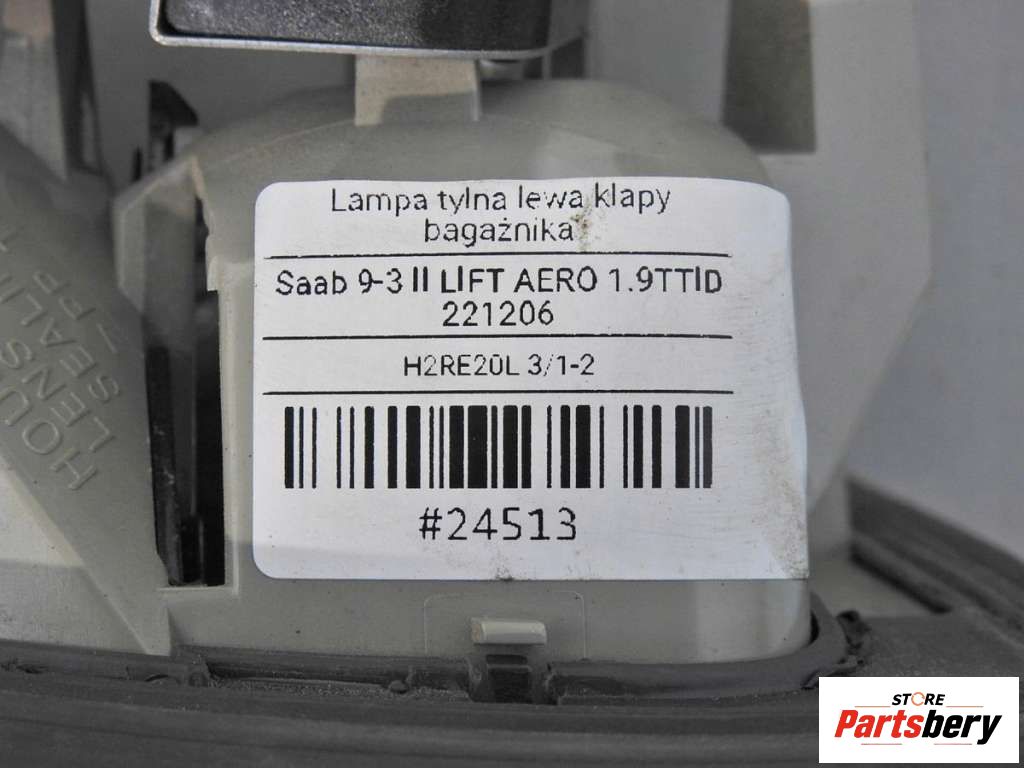 Lampa tylna lewa klapy
bagażnika
Saab 9-3 II LIFT AERO 1.9TTID
221206
H2RE20L 3/1-2
#24513
LENS
STORE
Partsbery